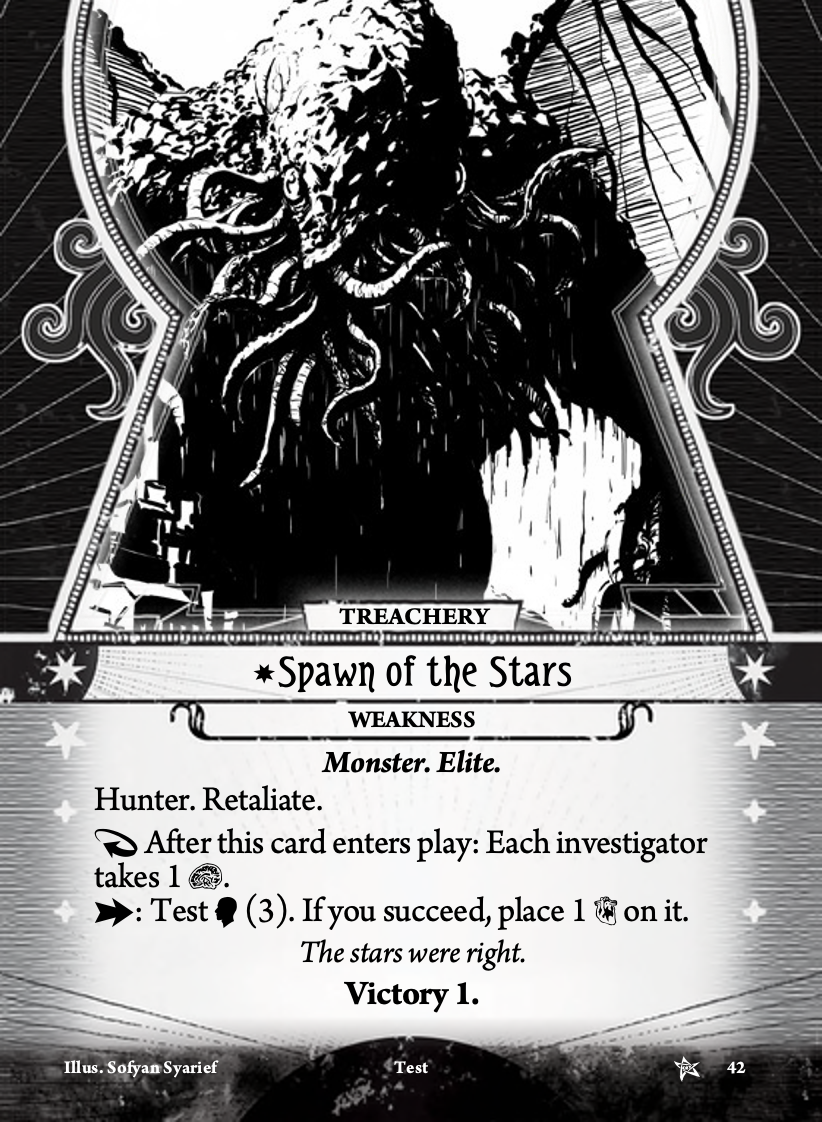 TREACHERY
Spawn of the Stars
WEAKNESS
Monster. Elite.
Hunter. Retaliate.
After this card enters play: Each investigator
takes 1 .
: Test (3). If you succeed, place 1 on it.
The stars were right.
Victory 1.
Illus. Sofyan Syarief
Test
42